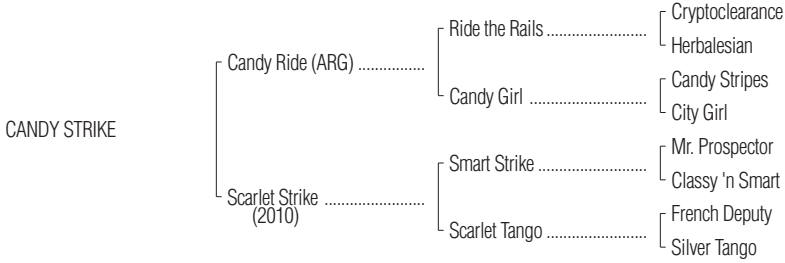 Cryptoclearance
Ride the Rails ........................
Herbalesian
Candy Ride (ARG) ................
Candy Stripes
Candy Girl ............................
City Girl
CANDY STRIKE
Mr. Prospector
Smart Strike ..........................
Classy 'n Smart
Scarlet Strike ........................
(2010)
French Deputy
Scarlet Tango ........................
Silver Tango